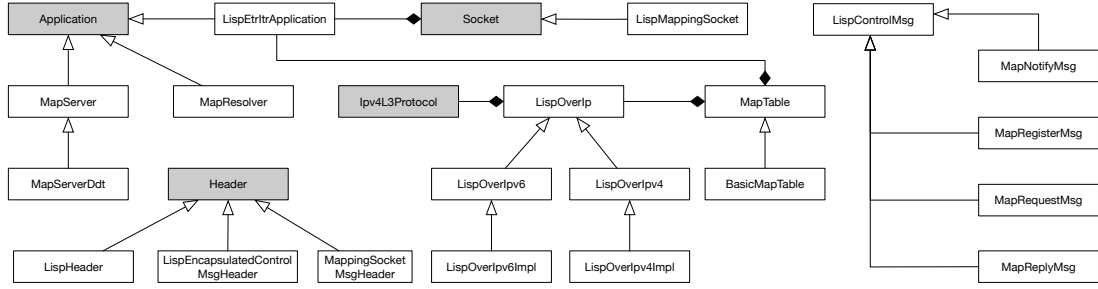 Application
LispEtrItrApplication
Socket
LispMappingSocket
LispControlMsg
MapNotifyMsg
MapServer
MapResolver
Ipv4L3Protocol
LispOverIp
MapTable
MapRegisterMsg
MapServerDdt
Header
LispOverIpv6
LispOverIpv4
BasicMapTable
MapRequestMsg
LispHeader
LispEncapsulatedControl
MsgHeader
MappingSocket
MsgHeader
LispOverIpv6Impl
LispOverIpv4Impl
MapReplyMsg